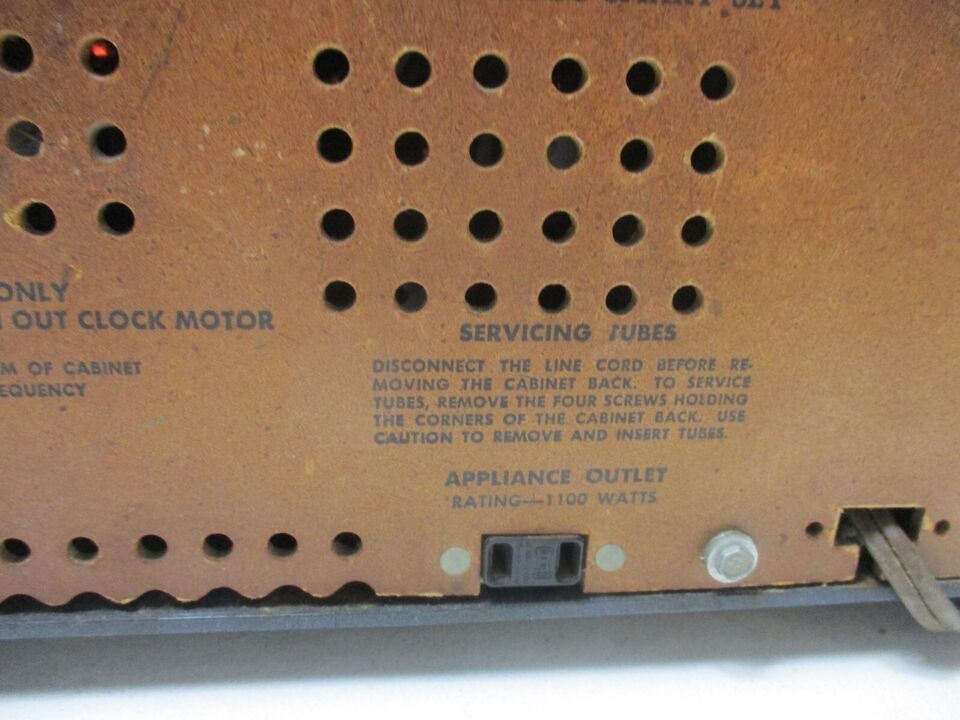 SET
ONLY
OUT CLOCK MOTOR
OF CABINET
SERVICING TUBES
DISCONNECT THE LINE CORD BEFORE RE-
MOVING THE CABINET BACK. TO SERVICE
TUBES, REMOVE THE FOUR SCREWS HOLDING
THE CORNERS OF THE CABINET BACK. USE
CAUTION TO REMOVE AND INSERT TUBES.
APPLIANCE OUTLET
RATING—1100 WATTS